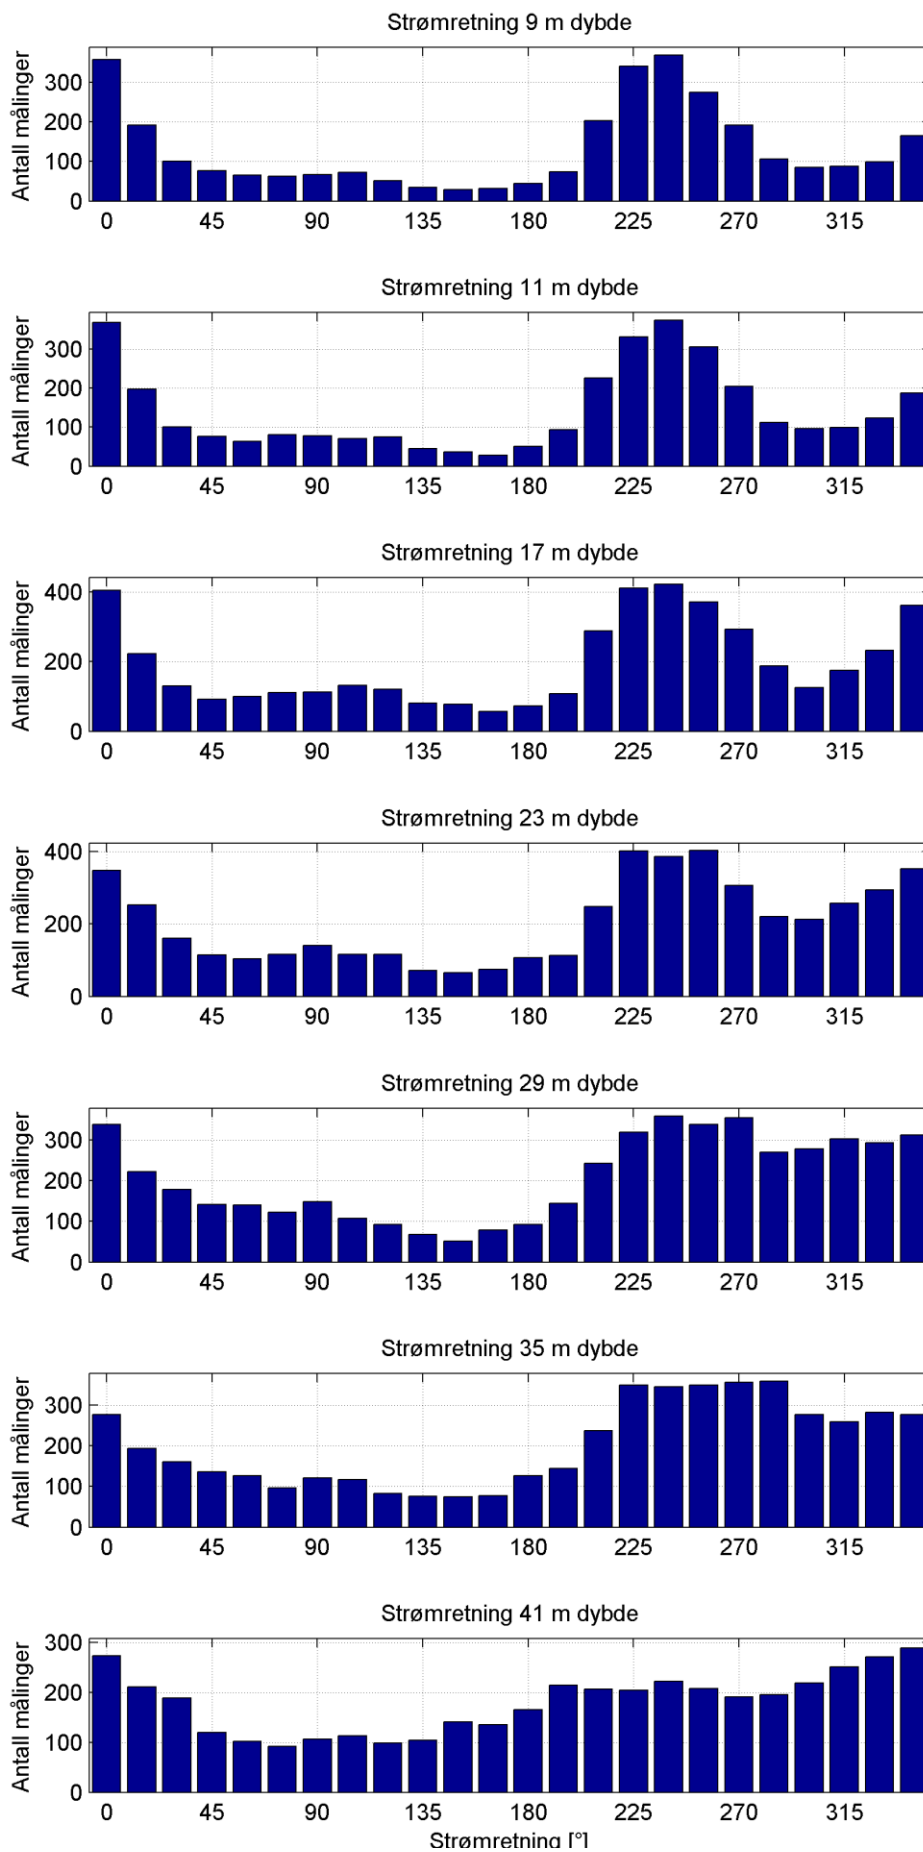 Strømretning 9 m dybde
Antall målinger
300
200
100
0
0 45 90 135 180 225 270 315
Strømretning 11 m dybde
Antall målinger
300
200
100
0
0 45 90 135 180 225 270 315
Strømretning 17 m dybde
Antall målinger
400
200
0
0 45 90 135 180 225 270 315
Strømretning 23 m dybde
Antall målinger
400
200
0
0 45 90 135 180 225 270 315
Strømretning 29 m dybde
Antall målinger
300
200
100
0
0 45 90 135 180 225 270 315
Strømretning 35 m dybde
Antall målinger
300
200
100
0
0 45 90 135 180 225 270 315
Strømretning 41 m dybde
Antall målinger
300
200
100
0
0 45 90 135 180 225 270 315
Strømretning [°]